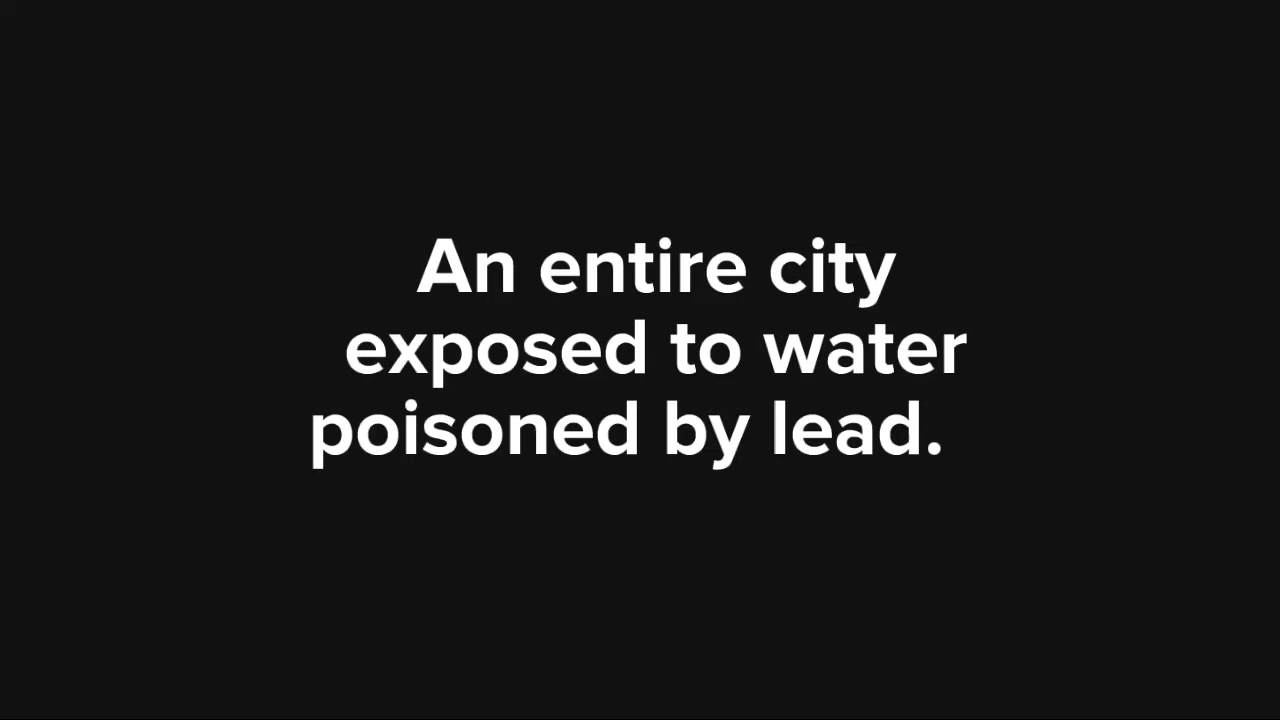 An entire city
exposed to water
poisoned by lead.